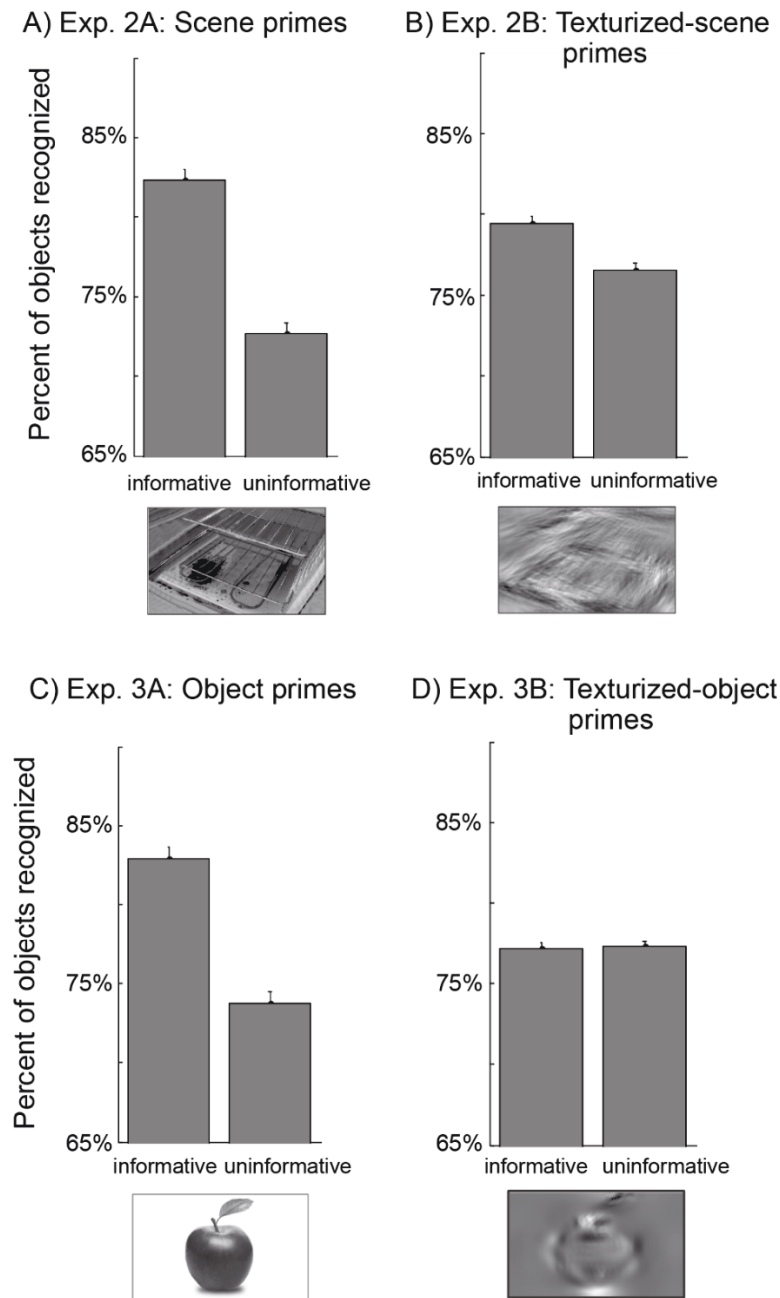 A) Exp. 2A: Scene primes
Percent of objects recognized
85%
75%
65%
informative uninformative
B) Exp. 2B: Texturized-scene
primes
85%
75%
65%
informative uninformative
C) Exp. 3A: Object primes
Percent of objects recognized
85%
75%
65%
informative uninformative
D) Exp. 3B: Texturized-object
primes
85%
75%
65%
informative uninformative